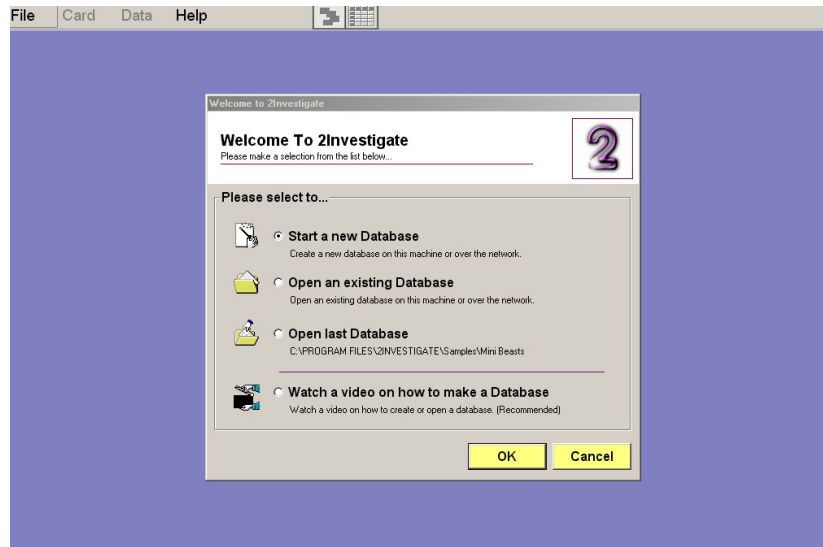 File Card Data Help
Welcome to 2Investigate
Welcome To 2Investigate
Please make a selection from the list below...
2
Please select to...
Start a new Database
Create a new database on this machine or over the network.
Open an existing Database
Open an existing database on this machine or over the network.
Open last Database
C:\PROGRAM FILES\2INVESTIGATE\Samples\Mini Beasts
Watch a video on how to make a Database
Watch a video on how to create or open a database. (Recommended)
OK Cancel